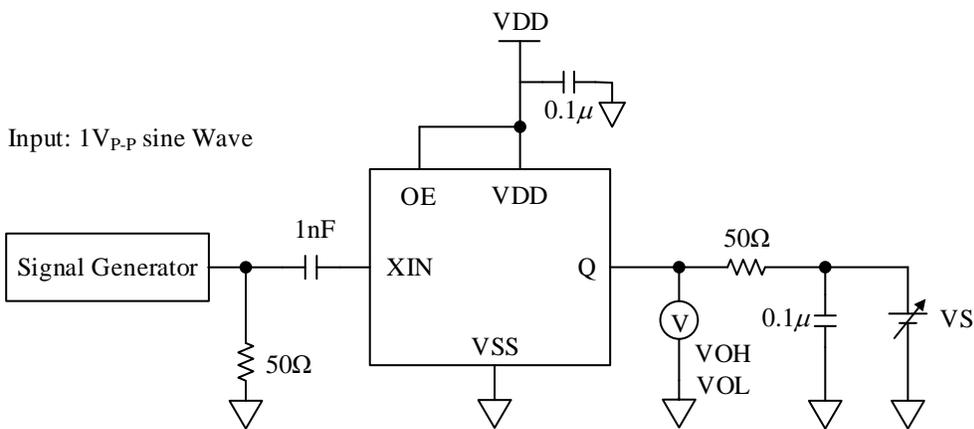 VDD
0.1μ
Input: 1VP-P sine Wave
OE
VDD
1nF
50Ω
Signal Generator
XIN
Q
0.1μ
V
VS
VSS
VOH
50Ω
VOL